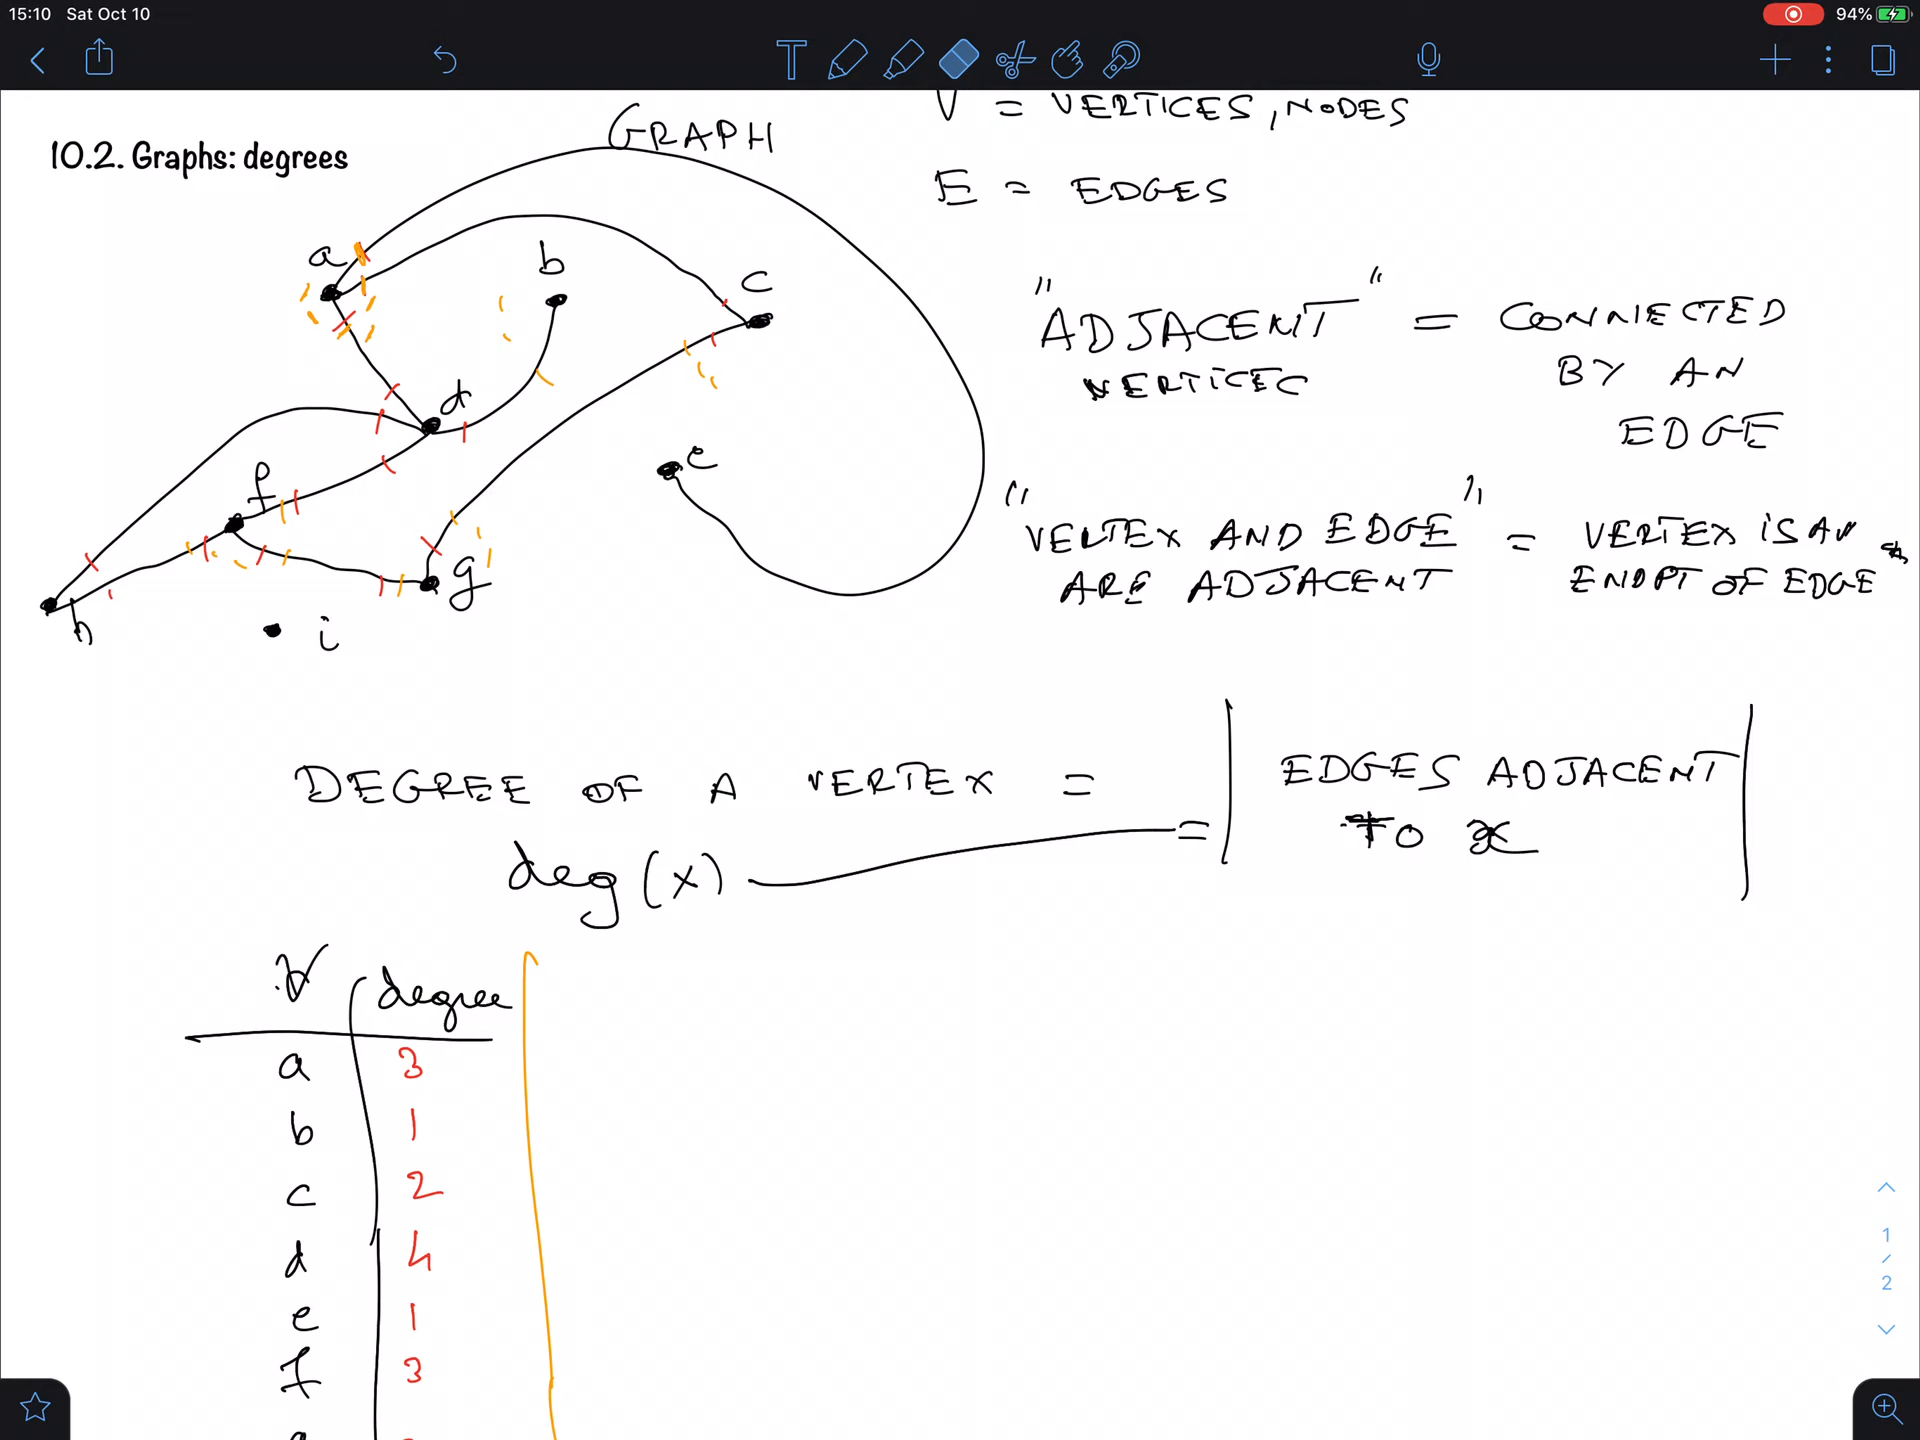 15:10 Sat Oct 10
94%
10.2. Graphs: degrees
GRAPH
V = VERTICES, NODES
E = EDGES
a
b
c
d
e
f
g
h
i
"ADJACENT" = CONNECTED
VERTICEC BY AN
EDGE
"VERTEX AND EDGE" = VERTEX IS AN
ARE ADJACENT ENDPT OF EDGE
DEGREE OF A VERTEX = | EDGES ADJACENT
deg(x) = TO x |
V degree
a 3
b 1
c 2
d 4
e 1
f 3
1
/
2